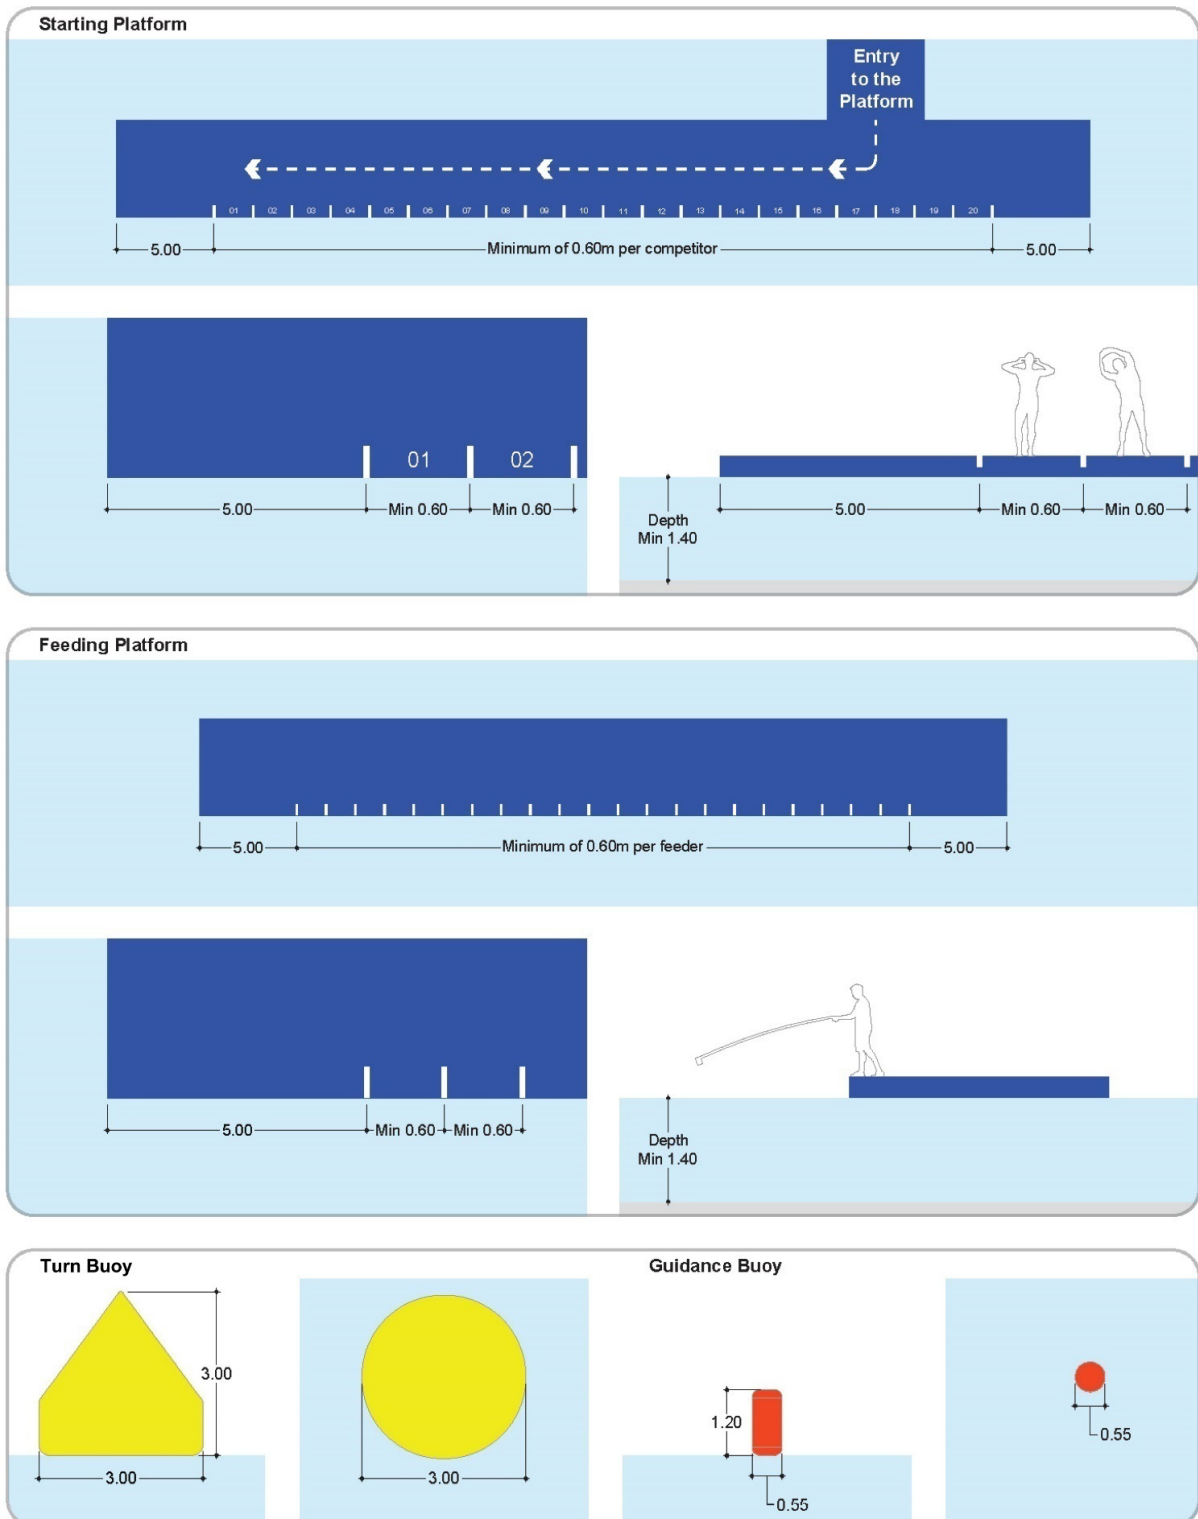 Starting Platform
Entry
to the
Platform
01 02 03 04 05 06 07 08 09 10 11 12 13 14 15 16 17 18 19 20
5.00 Minimum of 0.60m per competitor 5.00
01 02
5.00 Min 0.60 Min 0.60
5.00 Min 0.60 Min 0.60
Depth
Min 1.40
Feeding Platform
5.00 Minimum of 0.60m per feeder 5.00
5.00 Min 0.60 Min 0.60
Depth
Min 1.40
Turn Buoy
3.00
3.00
3.00
Guidance Buoy
1.20
0.55
0.55